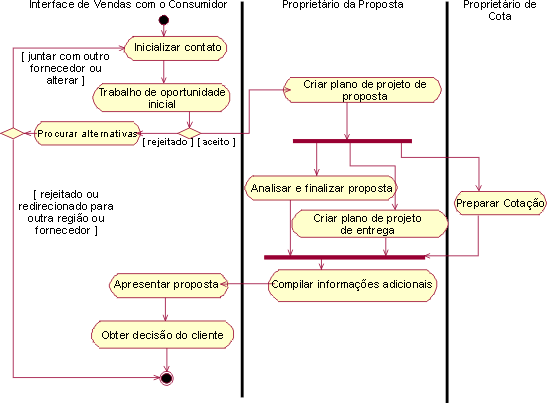 Interface de Vendas com o Consumidor
Proprietário da Proposta
Proprietário de
Cota
Inicializar contato
[ juntar com outro
fornecedor ou
alterar ]
Trabalho de oportunidade
inicial
Criar plano de projeto de
proposta
Procurar alternativas
[ rejeitado ]
[ aceito ]
Analisar e finalizar proposta
[ rejeitado ou
redirecionado para
outra região ou
fornecedor ]
Preparar Cotação
Criar plano de projeto
de entrega
Apresentar proposta
Compilar informações adicionais
Obter decisão do cliente